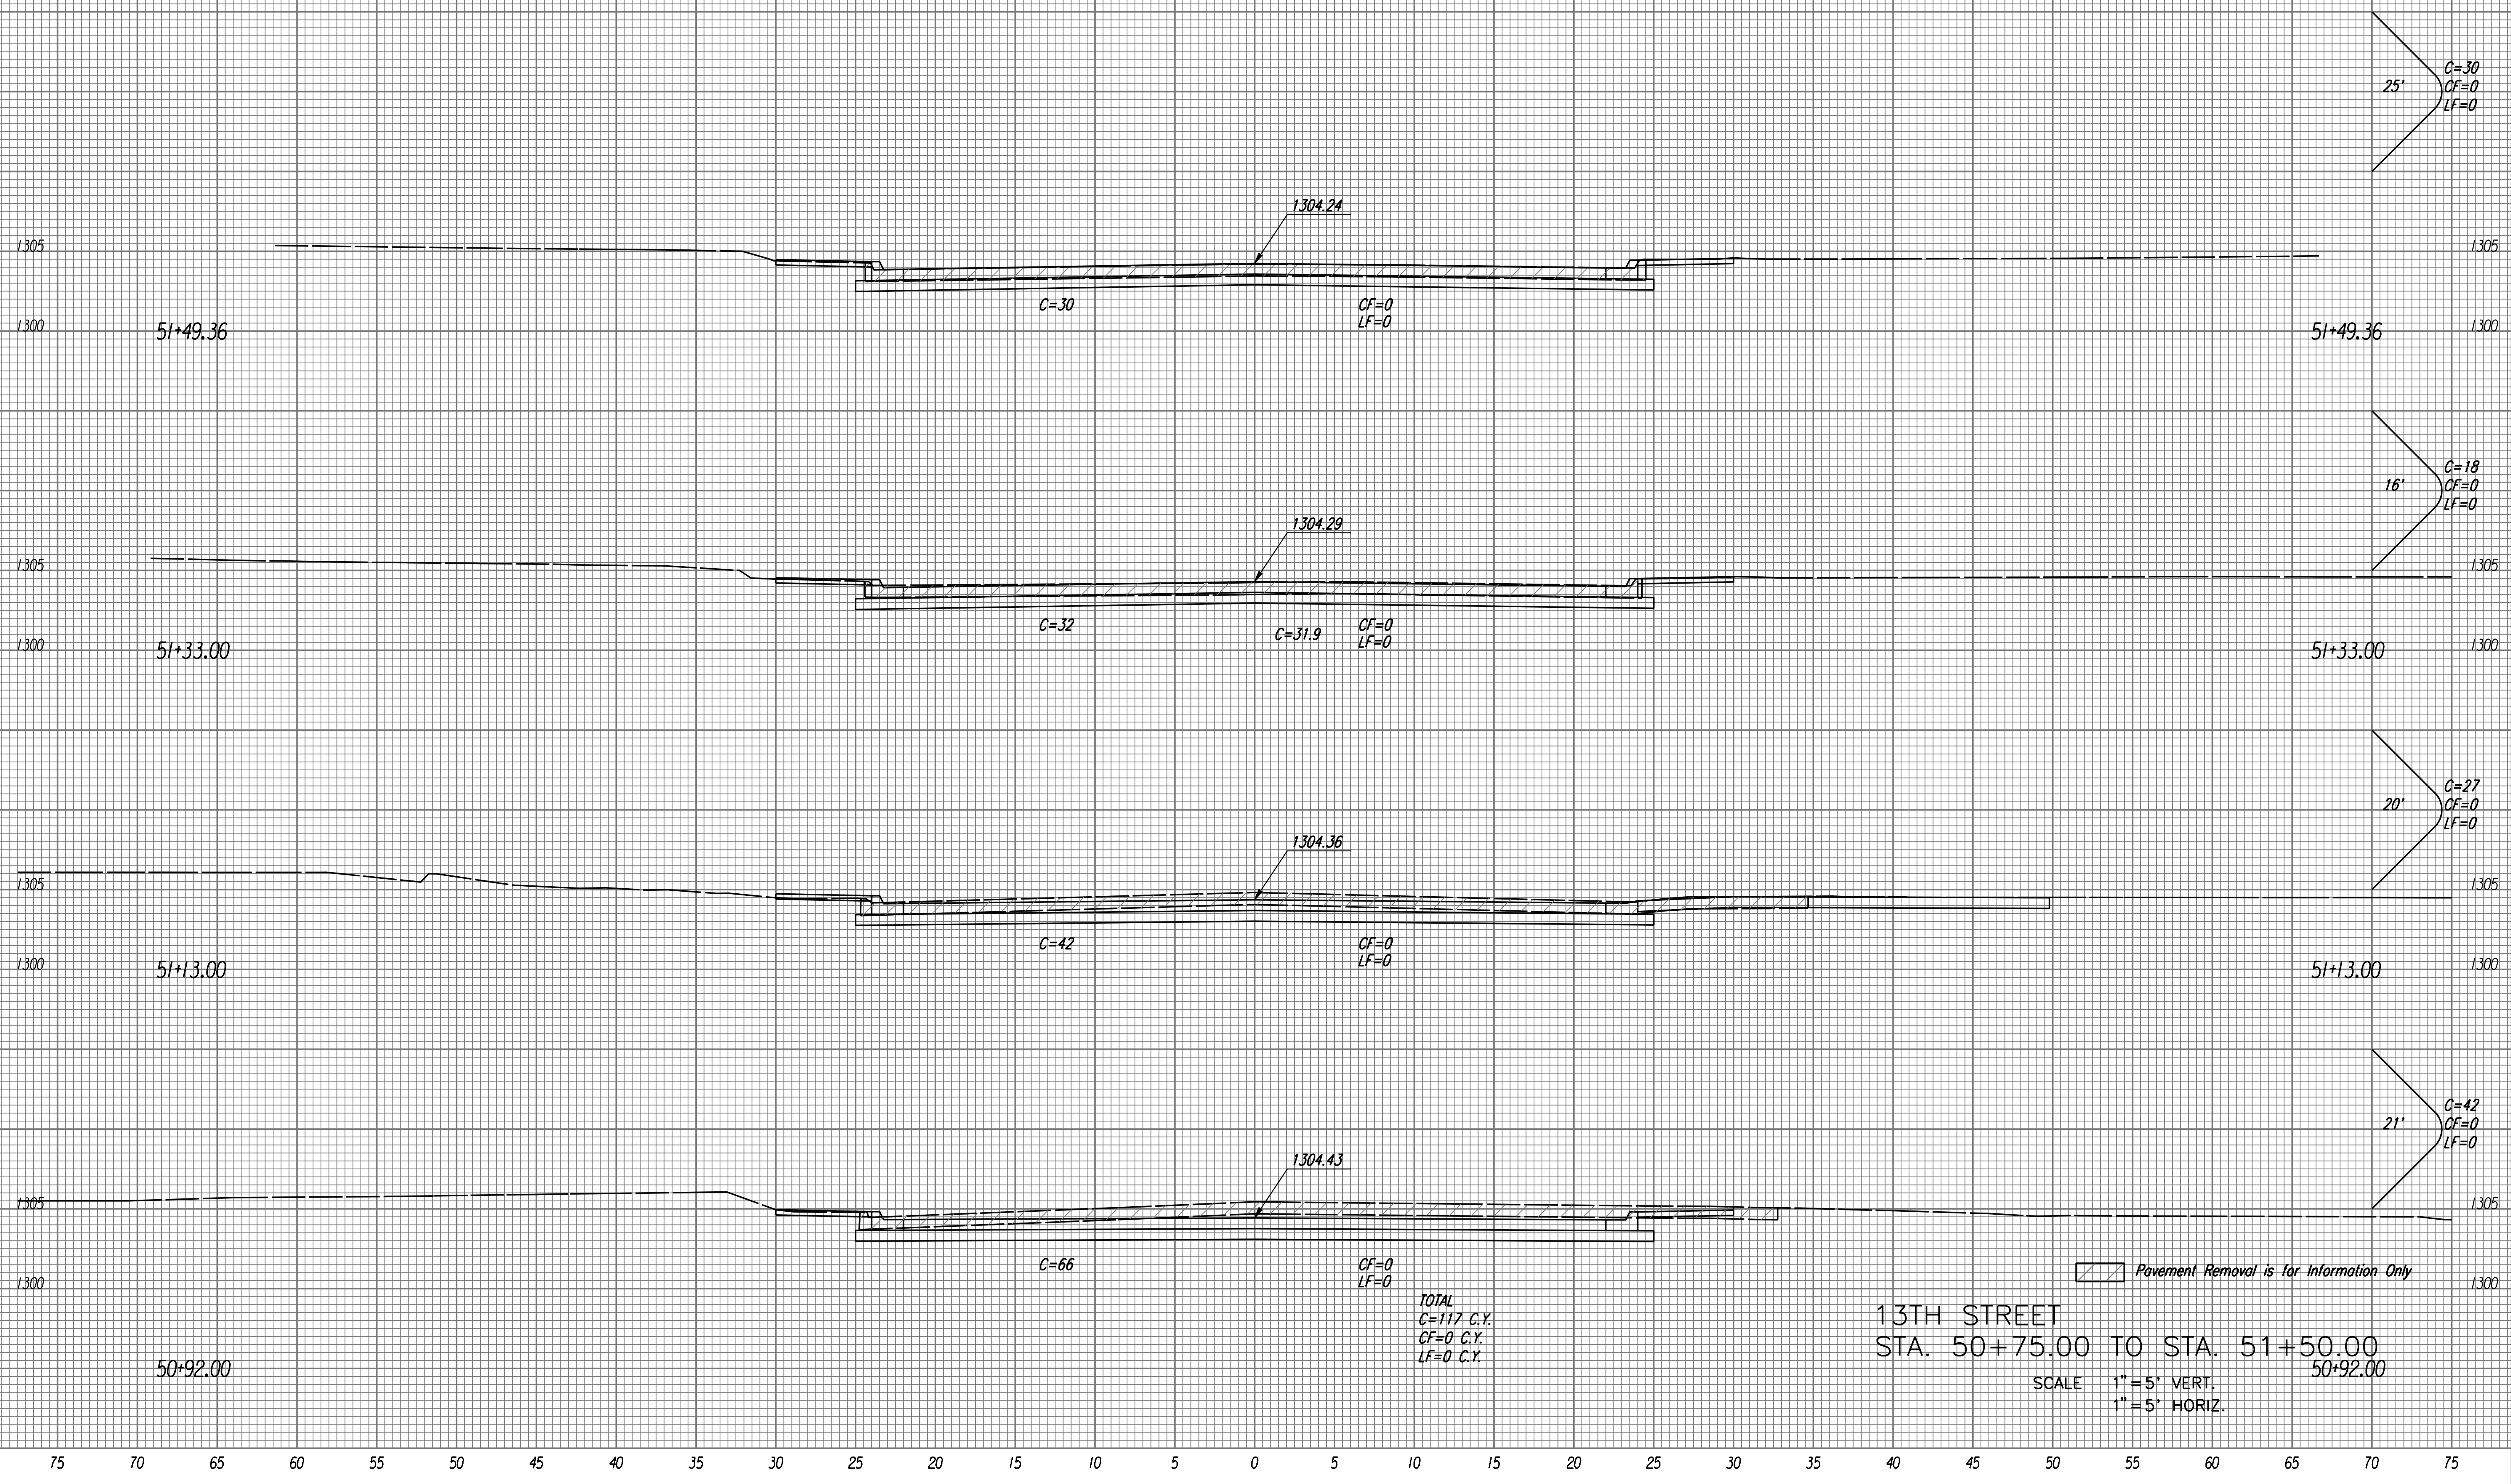 C=30
25' CF=0
LF=0
1304.24
1305 1305
C=30 CF=0
LF=0
1300 1300
51+49.36 51+49.36
C=18
16' CF=0
LF=0
1304.29
1305 1305
C=32 CF=0
C=31.9 LF=0
1300 1300
51+33.00 51+33.00
C=27
20' CF=0
LF=0
1304.36
1305 1305
C=42 CF=0
LF=0
1300 1300
51+13.00 51+13.00
C=42
21' CF=0
LF=0
1304.43
1305 1305
C=66 CF=0
LF=0
Pavement Removal is for Information Only
1300 1300
TOTAL
C=117 C.Y.
CF=0 C.Y.
LF=0 C.Y.
13TH STREET
STA. 50+75.00 TO STA. 51+50.00
50+92.00 50+92.00
SCALE 1"=5' VERT.
1"=5' HORIZ.
75 70 65 60 55 50 45 40 35 30 25 20 15 10 5 0 5 10 15 20 25 30 35 40 45 50 55 60 65 70 75